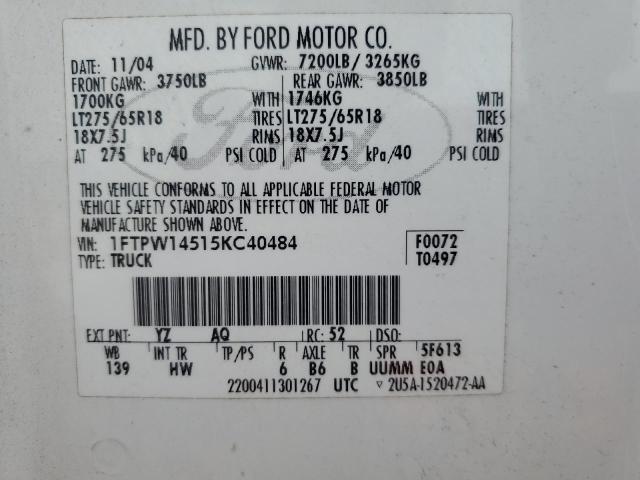 MFD. BY FORD MOTOR CO.
DATE: 11/04 GVWR: 7200LB/ 3265KG
FRONT GAWR: 3750LB REAR GAWR: 3850LB
1700KG WITH 1746KG WITH
LT275/65R18 TIRES LT275/65R18 TIRES
18X7.5J RIMS 18X7.5J RIMS
AT 275 kPa/40 PSI COLD AT 275 kPa/40 PSI COLD
Ford
THIS VEHICLE CONFORMS TO ALL APPLICABLE FEDERAL MOTOR
VEHICLE SAFETY STANDARDS IN EFFECT ON THE DATE OF
MANUFACTURE SHOWN ABOVE.
VIN: 1FTPW14515KC40484 F0072
TYPE: TRUCK T0497
EXT PNT: YZ AQ RC: 52 DSO:
WB INT TR TP/PS R AXLE TR SPR 5F613
139 HW 6 B6 B UUMM E0A
2200411301267 UTC ▽ 2U5A-1520472-AA